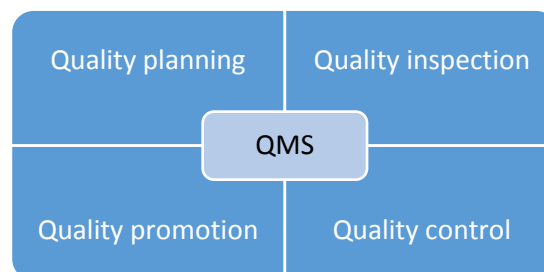 Quality planning
Quality inspection
QMS
Quality promotion
Quality control